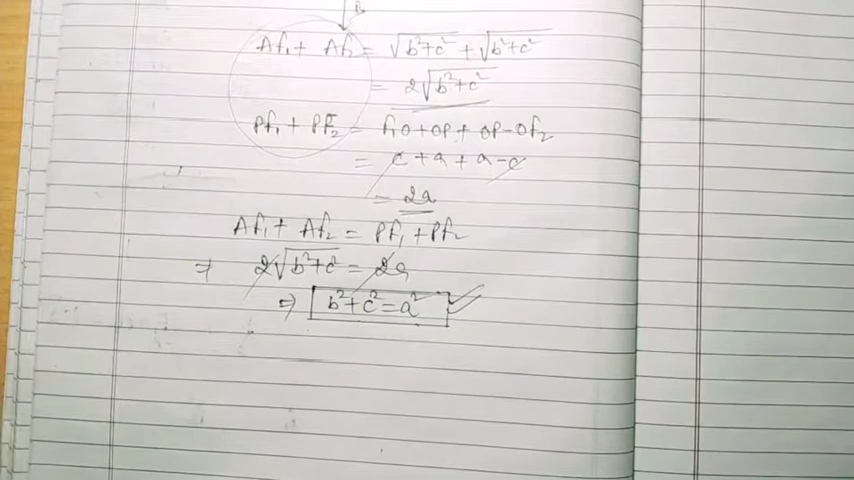 B
Af₁ + Af₂ = √b²+c² + √b²+c²
= 2√b²+c²
Pf₁ + PF₂ = f₁O + OP + OP - Of₂
= c + a + a - c
= 2a
Af₁ + Af₂ = Pf₁ + Pf₂
⇒ 2√b²+c² = 2a
⇒ b²+c² = a²